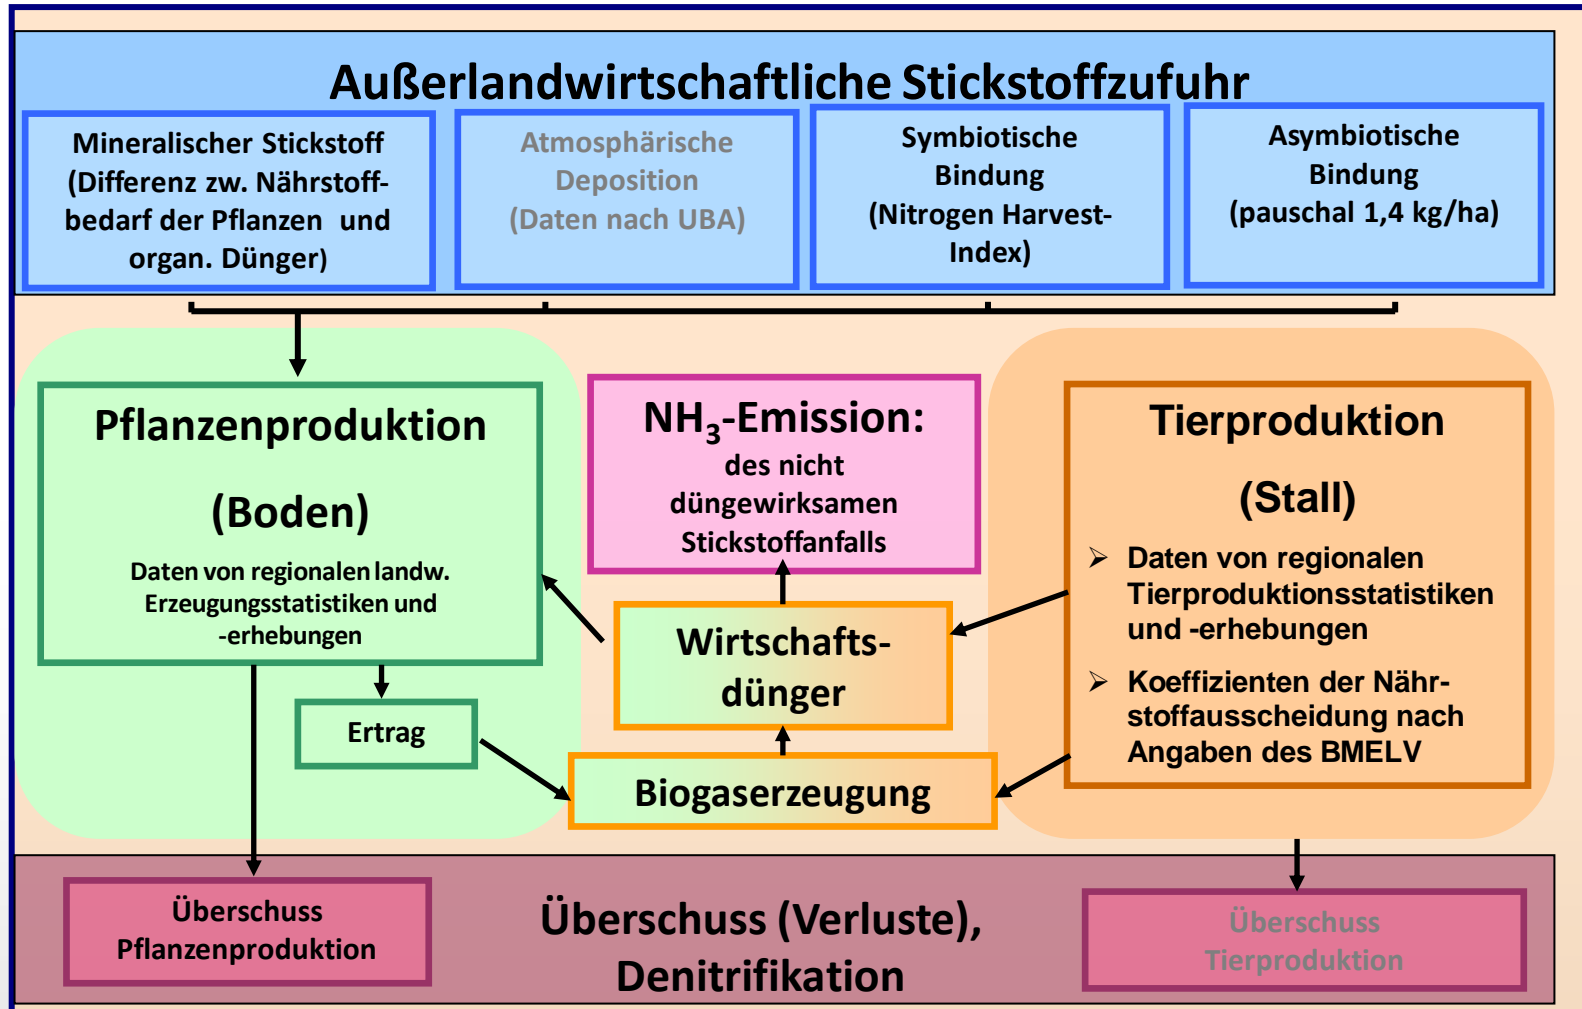 Außerlandwirtschaftliche Stickstoffzufuhr
Mineralischer Stickstoff
(Differenz zw. Nährstoff-
bedarf der Pflanzen und
organ. Dünger)
Atmosphärische
Deposition
(Daten nach UBA)
Symbiotische
Bindung
(Nitrogen Harvest-
Index)
Asymbiotische
Bindung
(pauschal 1,4 kg/ha)
Pflanzenproduktion
(Boden)
Daten von regionalen landw.
Erzeugungsstatistiken und
-erhebungen
Ertrag
NH₃-Emission:
des nicht
düngewirksamen
Stickstoffanfalls
Wirtschafts-
dünger
Biogaserzeugung
Tierproduktion
(Stall)
➢ Daten von regionalen
Tierproduktionsstatistiken
und -erhebungen
➢ Koeffizienten der Nähr-
stoffausscheidung nach
Angaben des BMELV
Überschuss
Pflanzenproduktion
Überschuss (Verluste),
Denitrifikation
Überschuss
Tierproduktion